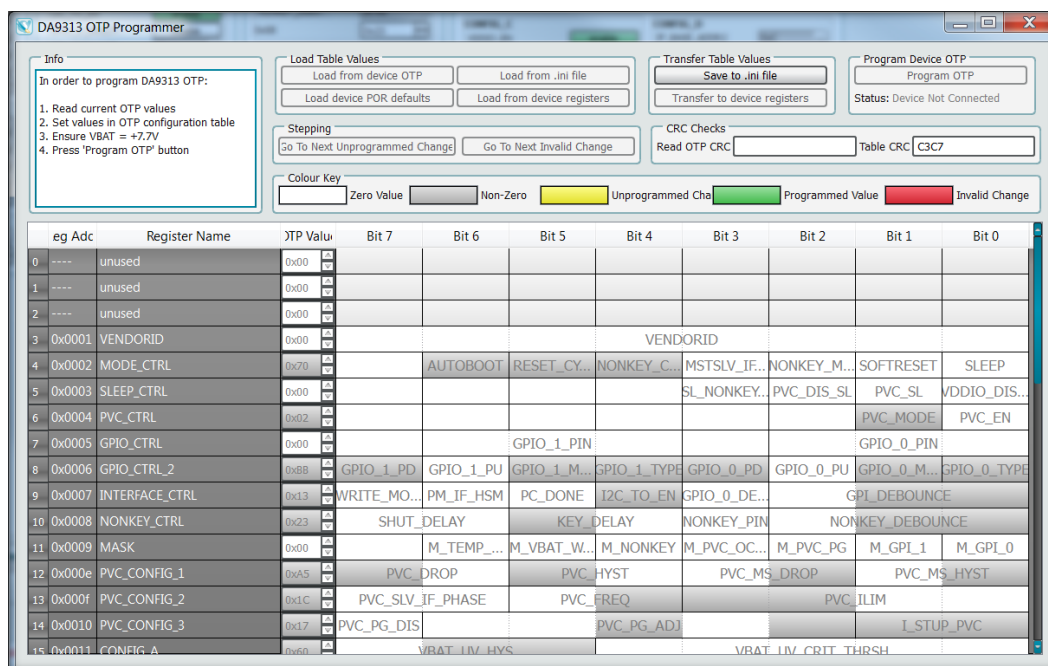 DA9313 OTP Programmer
Info
In order to program DA9313 OTP:
1. Read current OTP values
2. Set values in OTP configuration table
3. Ensure VBAT = +7.7V
4. Press 'Program OTP' button
Load Table Values
Load from device OTP
Load from .ini file
Load device POR defaults
Load from device registers
Transfer Table Values
Save to .ini file
Transfer to device registers
Program Device OTP
Program OTP
Status: Device Not Connected
Stepping
Go To Next Unprogrammed Change
Go To Next Invalid Change
CRC Checks
Read OTP CRC
Table CRC C3C7
Colour Key
Zero Value Non-Zero Unprogrammed Cha Programmed Value Invalid Change
eg Adc Register Name OTP Valu Bit 7 Bit 6 Bit 5 Bit 4 Bit 3 Bit 2 Bit 1 Bit 0
0 ---- unused 0x00
1 ---- unused 0x00
2 ---- unused 0x00
3 0x0001 VENDORID 0x00 VENDORID
4 0x0002 MODE_CTRL 0x70 AUTOBOOT RESET_CY... NONKEY_C... MSTSLV_IF... NONKEY_M... SOFTRESET SLEEP
5 0x0003 SLEEP_CTRL 0x00 SL_NONKEY... PVC_DIS_SL PVC_SL VDDIO_DIS...
6 0x0004 PVC_CTRL 0x02 PVC_MODE PVC_EN
7 0x0005 GPIO_CTRL 0x00 GPIO_1_PIN GPIO_0_PIN
8 0x0006 GPIO_CTRL_2 0xBB GPIO_1_PD GPIO_1_PU GPIO_1_M... GPIO_1_TYPE GPIO_0_PD GPIO_0_PU GPIO_0_M... GPIO_0_TYPE
9 0x0007 INTERFACE_CTRL 0x13 WRITE_MO... PM_IF_HSM PC_DONE I2C_TO_EN GPIO_0_DE... GPI_DEBOUNCE
10 0x0008 NONKEY_CTRL 0x23 SHUT_DELAY KEY_DELAY NONKEY_PIN NONKEY_DEBOUNCE
11 0x0009 MASK 0x00 M_TEMP_... M_VBAT_W... M_NONKEY M_PVC_OC... M_PVC_PG M_GPI_1 M_GPI_0
12 0x000e PVC_CONFIG_1 0xA5 PVC_DROP PVC_HYST PVC_MS_DROP PVC_MS_HYST
13 0x000f PVC_CONFIG_2 0x1C PVC_SLV_IF_PHASE PVC_FREQ PVC_ILIM
14 0x0010 PVC_CONFIG_3 0x17 PVC_PG_DIS PVC_PG_ADJ I_STUP_PVC
15 0x0011 CONFIG_A 0x60 VBAT_UV_HYS VBAT_UV_CRIT_THRSH